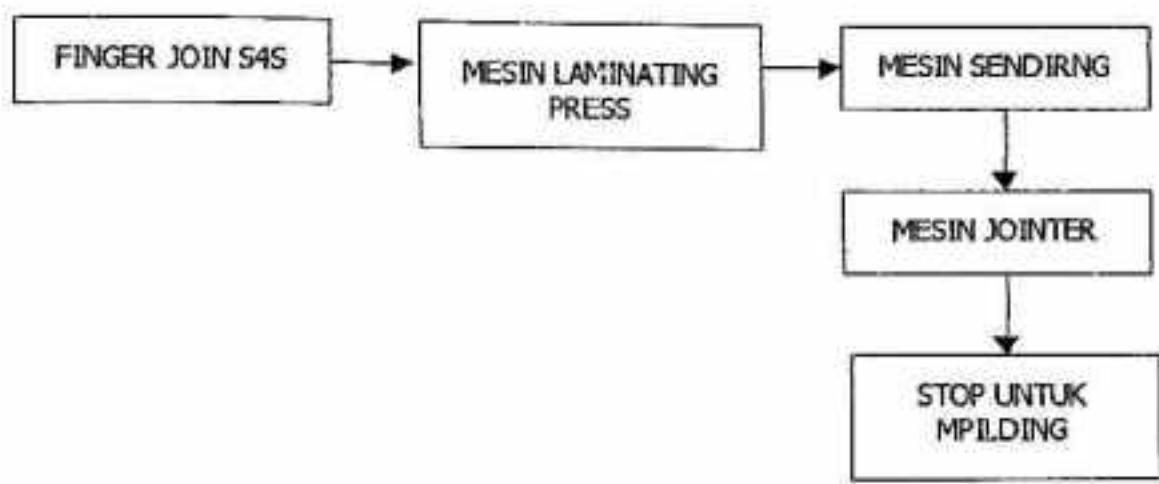 FINGER JOIN S4S
MESIN LAMINATING
PRESS
MESIN SENDIRNG
MESIN JOINTER
STOP UNTUK
MPILDING